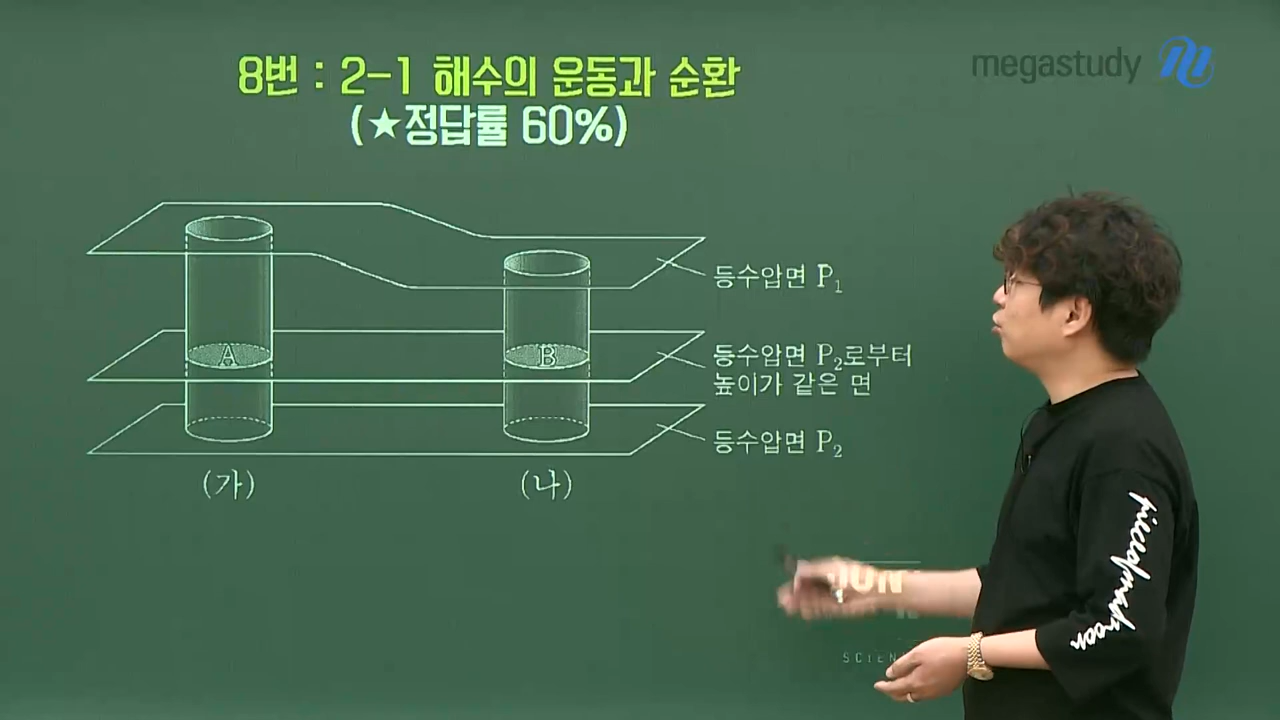 megastudy
8번 : 2-1 해수의 운동과 순환
(★정답률 60%)
등수압면 P₁
A
B
등수압면 P₂로부터
높이가 같은 면
등수압면 P₂
(가)
(나)
SCIEN